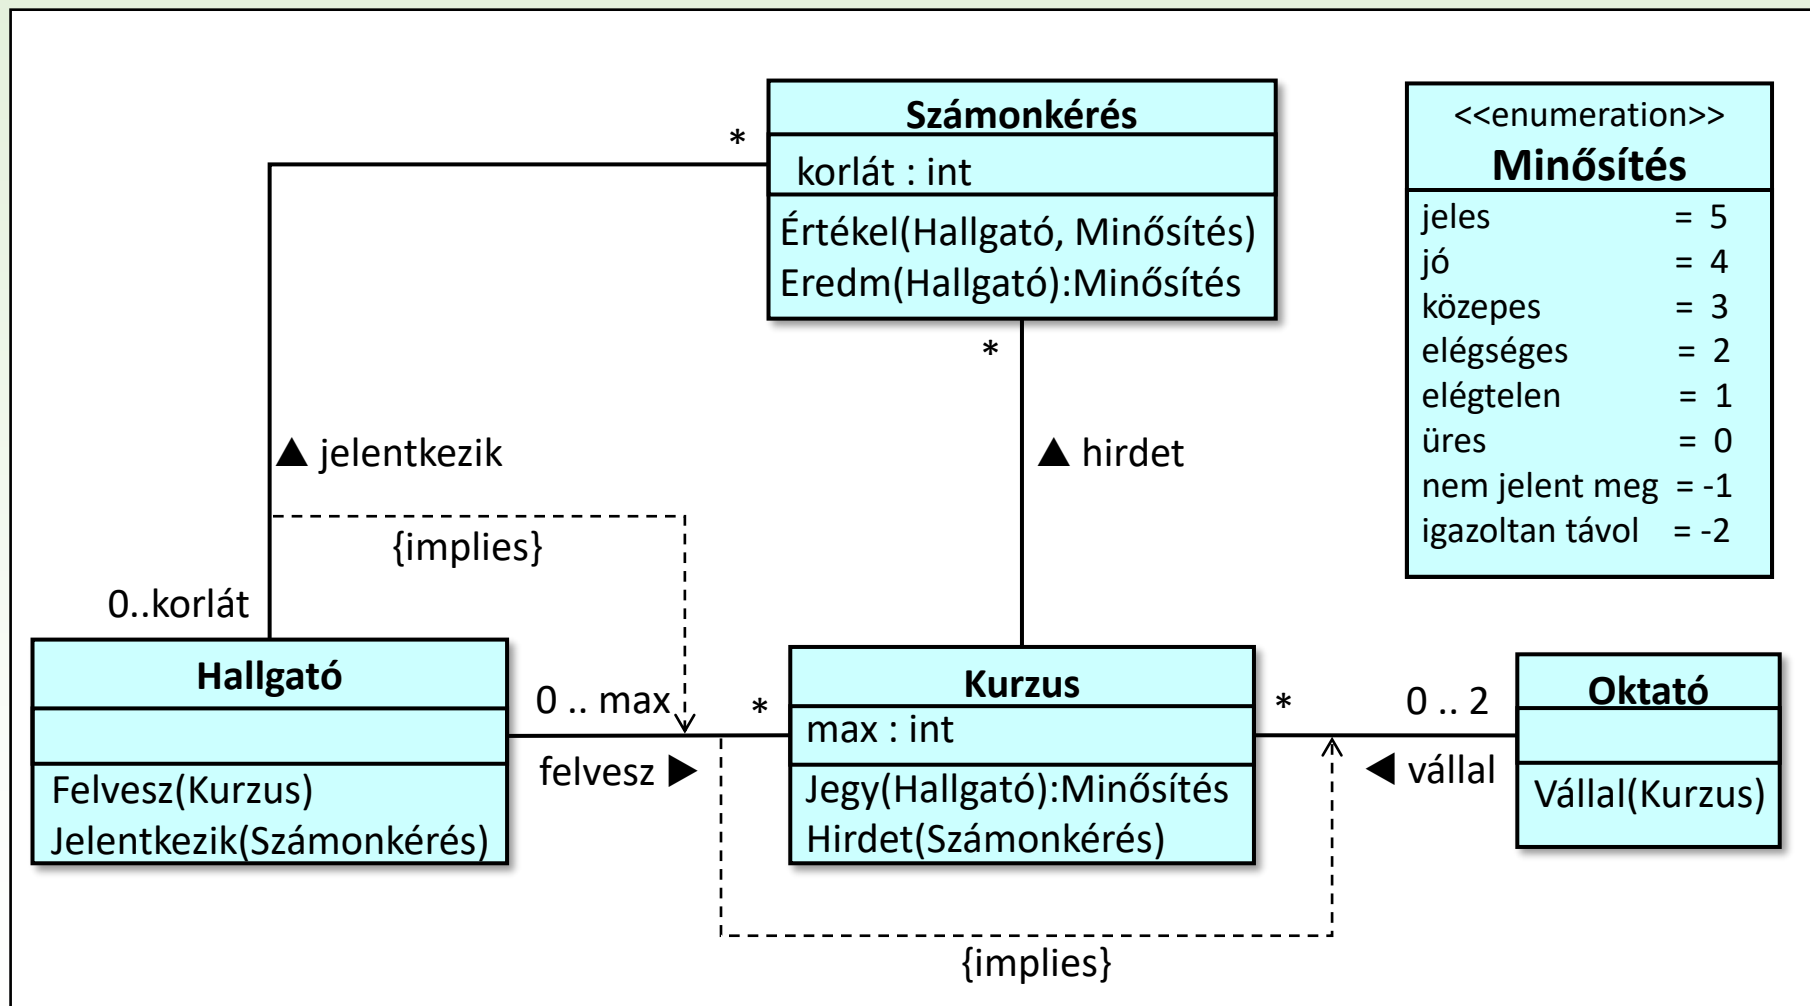 Számonkérés
korlát : int
Értékel(Hallgató, Minősítés)
Eredm(Hallgató):Minősítés
<<enumeration>>
Minősítés
jeles = 5
jó = 4
közepes = 3
elégséges = 2
elégtelen = 1
üres = 0
nem jelent meg = -1
igazoltan távol = -2
*
*
▲ jelentkezik
▲ hirdet
{implies}
0..korlát
Hallgató
Felvesz(Kurzus)
Jelentkezik(Számonkérés)
0 .. max
*
felvesz ▶
Kurzus
max : int
Jegy(Hallgató):Minősítés
Hirdet(Számonkérés)
*
0 .. 2
◀ vállal
Oktató
Vállal(Kurzus)
{implies}